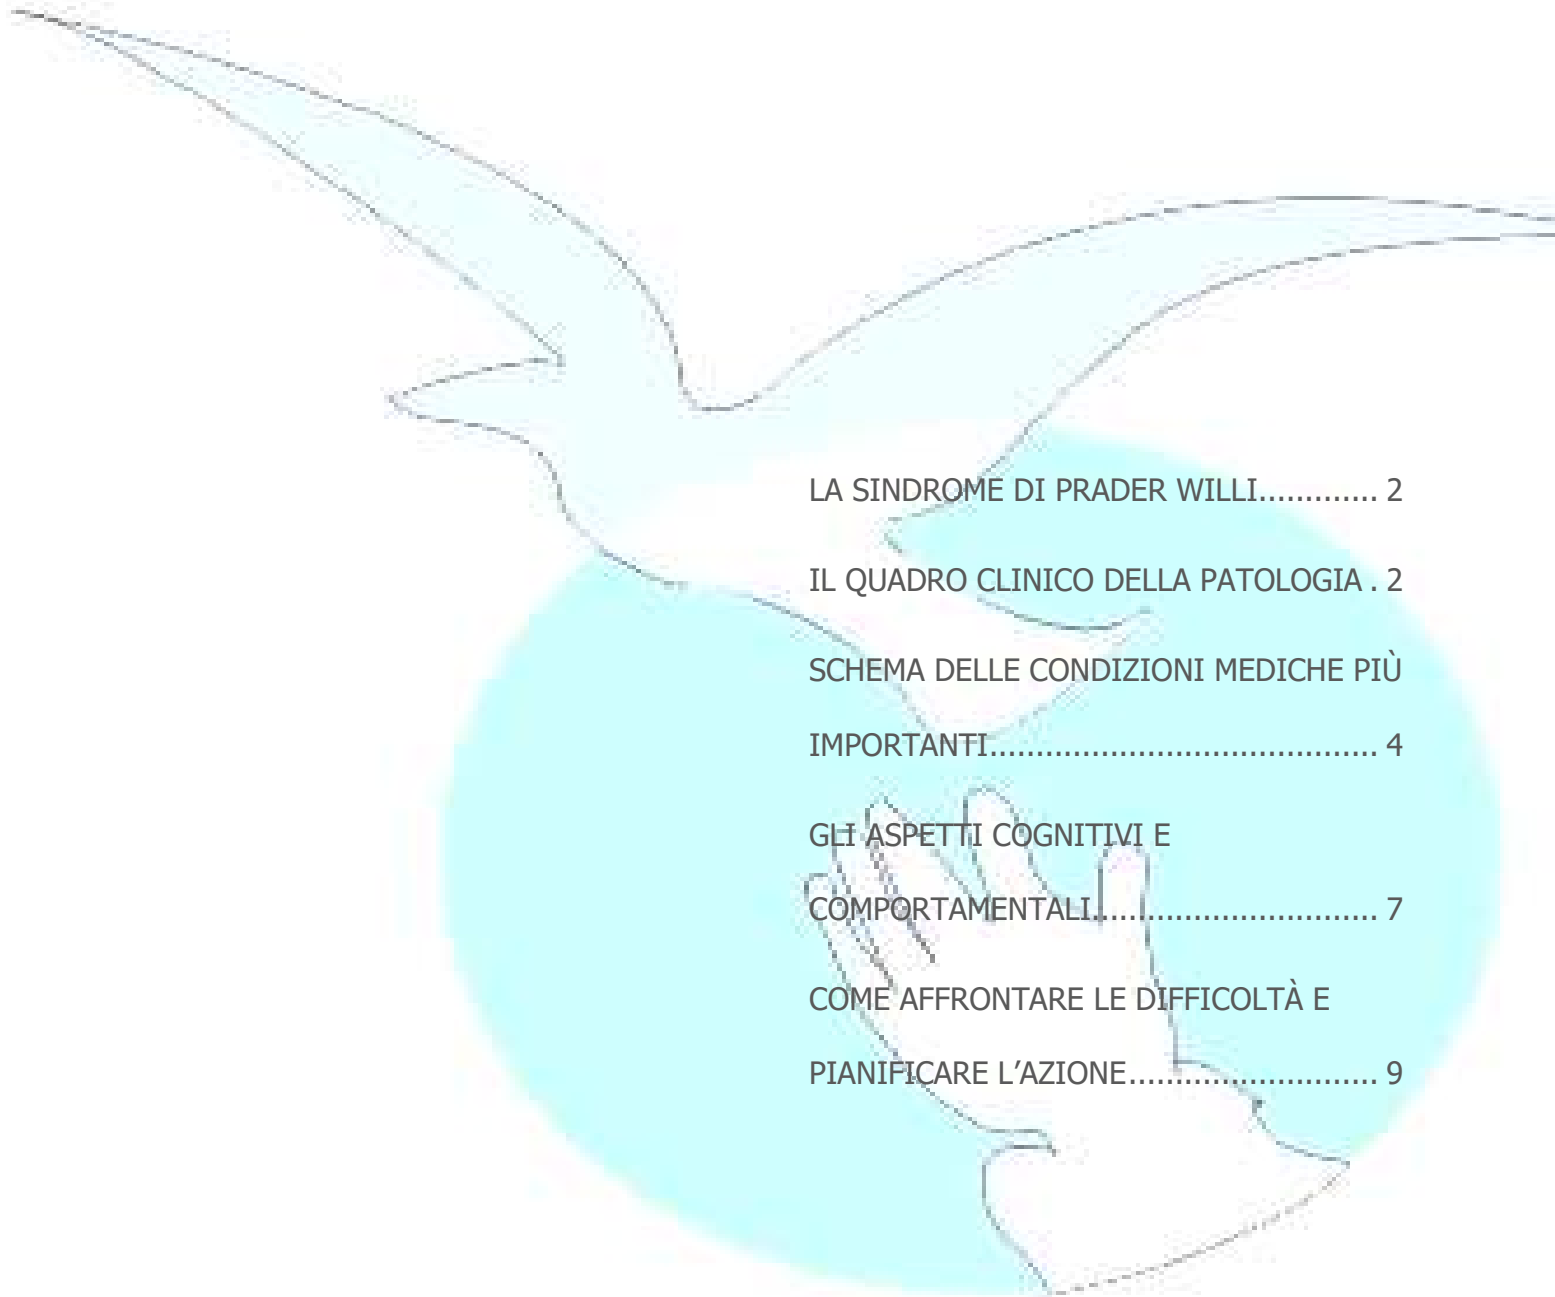 LA SINDROME DI PRADER WILLI............. 2
IL QUADRO CLINICO DELLA PATOLOGIA . 2
SCHEMA DELLE CONDIZIONI MEDICHE PIÙ
IMPORTANTI.......................................... 4
GLI ASPETTI COGNITIVI E
COMPORTAMENTALI............................... 7
COME AFFRONTARE LE DIFFICOLTÀ E
PIANIFICARE L’AZIONE........................... 9